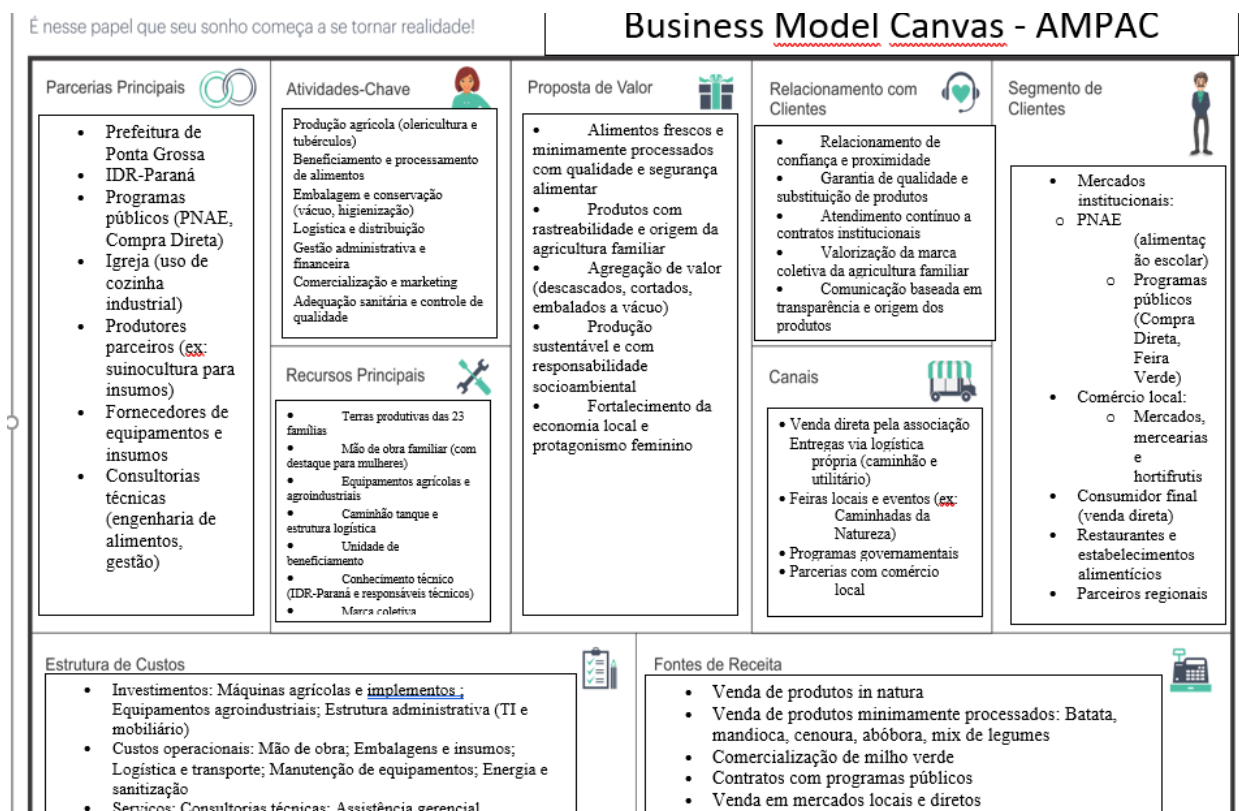 É nesse papel que seu sonho começa a se tornar realidade!
Business Model Canvas - AMPAC
Parcerias Principais
• Prefeitura de
Ponta Grossa
• IDR-Paraná
• Programas
públicos (PNAE,
Compra Direta)
• Igreja (uso de
cozinha
industrial)
• Produtores
parceiros (ex:
suinocultura para
insumos)
• Fornecedores de
equipamentos e
insumos
• Consultorias
técnicas
(engenharia de
alimentos,
gestão)
Atividades-Chave
Produção agrícola (olericultura e
tubérculos)
Beneficiamento e processamento
de alimentos
Embalagem e conservação
(vácuo, higienização)
Logística e distribuição
Gestão administrativa e
financeira
Comercialização e marketing
Adequação sanitária e controle de
qualidade
Recursos Principais
• Terras produtivas das 23
famílias
• Mão de obra familiar (com
destaque para mulheres)
• Equipamentos agrícolas e
agroindustriais
• Caminhão tanque e
estrutura logística
• Unidade de
beneficiamento
• Conhecimento técnico
(IDR-Paraná e responsáveis técnicos)
• Marca coletiva
Proposta de Valor
• Alimentos frescos e
minimamente processados
com qualidade e segurança
alimentar
• Produtos com
rastreabilidade e origem da
agricultura familiar
• Agregação de valor
(descascados, cortados,
embalados a vácuo)
• Produção
sustentável e com
responsabilidade
socioambiental
• Fortalecimento da
economia local e
protagonismo feminino
Relacionamento com
Clientes
• Relacionamento de
confiança e proximidade
• Garantia de qualidade e
substituição de produtos
• Atendimento contínuo a
contratos institucionais
• Valorização da marca
coletiva da agricultura familiar
• Comunicação baseada em
transparência e origem dos
produtos
Canais
• Venda direta pela associação
Entregas via logística
própria (caminhão e
utilitário)
• Feiras locais e eventos (ex:
Caminhadas da
Natureza)
• Programas governamentais
• Parcerias com comércio
local
Segmento de
Clientes
• Mercados
institucionais:
o PNAE
(alimentaç
ão escolar)
o Programas
públicos
(Compra
Direta,
Feira
Verde)
• Comércio local:
o Mercados,
mercearias
e
hortifrutis
• Consumidor final
(venda direta)
• Restaurantes e
estabelecimentos
alimentícios
• Parceiros regionais
Estrutura de Custos
• Investimentos: Máquinas agrícolas e implementos ;
Equipamentos agroindustriais; Estrutura administrativa (TI e
mobiliário)
• Custos operacionais: Mão de obra; Embalagens e insumos;
Logística e transporte; Manutenção de equipamentos; Energia e
sanitização
• Serviços: Consultorias técnicas; Assistência gerencial
Fontes de Receita
• Venda de produtos in natura
• Venda de produtos minimamente processados: Batata,
mandioca, cenoura, abóbora, mix de legumes
• Comercialização de milho verde
• Contratos com programas públicos
• Venda em mercados locais e diretos